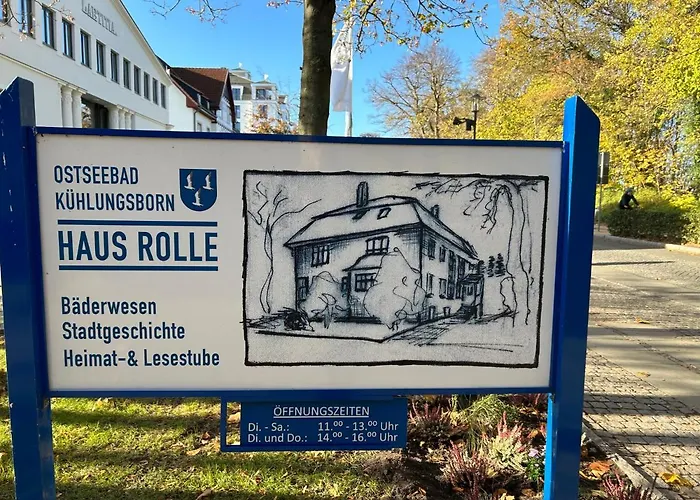 OSTSEEBAD
KÜHLUNGSBORN
HAUS ROLLE
Bäderwesen
Stadtgeschichte
Heimat-& Lesestube
ÖFFNUNGSZEITEN
Di. - Sa.: 11.⁰⁰ - 13.⁰⁰ Uhr
Di. und Do.: 14.⁰⁰ - 16.⁰⁰ Uhr